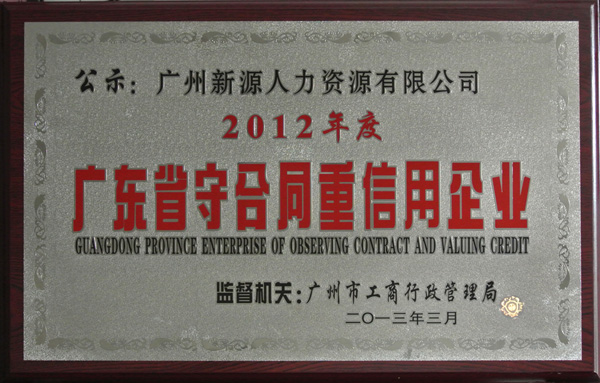 公示：广州新源人力资源有限公司
2012年度
广东省守合同重信用企业
GUANGDONG PROVINCE ENTERPRISE OF OBSERVING CONTRACT AND VALUING CREDIT
监督机关：广州市工商行政管理局
二〇一三年三月